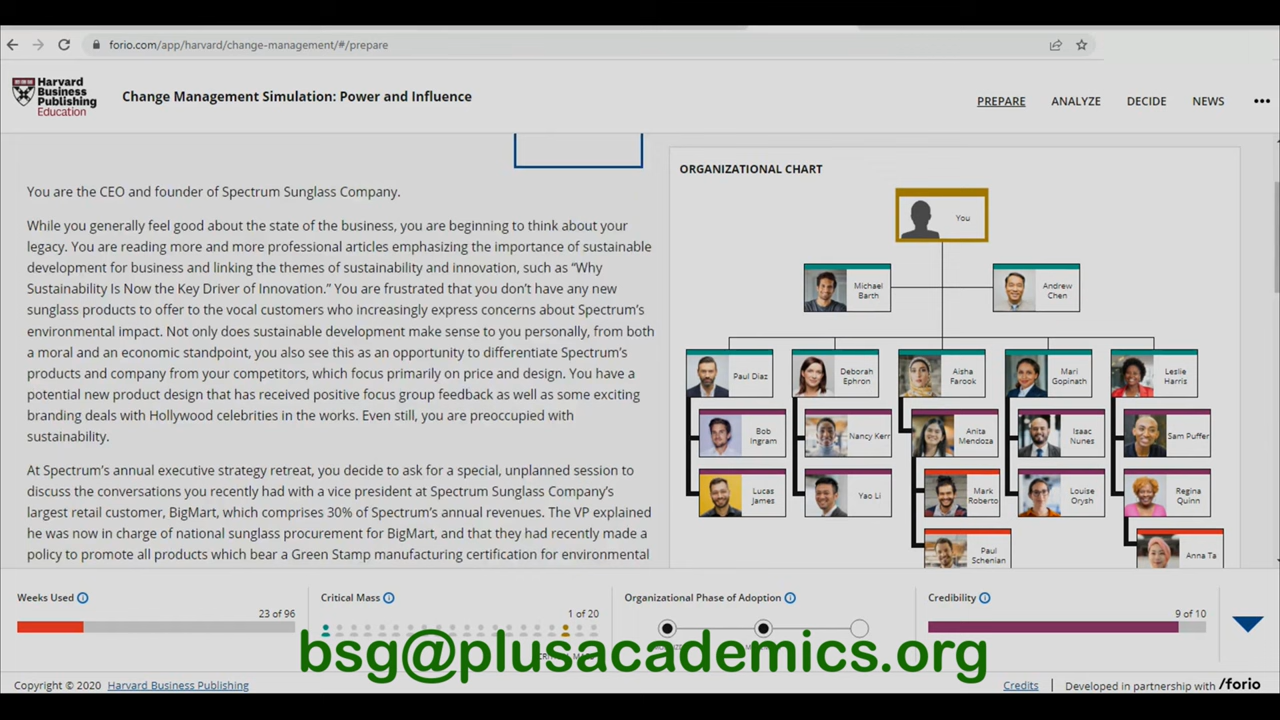 forio.com/app/harvard/change-management/#/prepare
Harvard
Business
Publishing
Education
Change Management Simulation: Power and Influence
PREPARE
ANALYZE
DECIDE
NEWS
You are the CEO and founder of Spectrum Sunglass Company.
While you generally feel good about the state of the business, you are beginning to think about your
legacy. You are reading more and more professional articles emphasizing the importance of sustainable
development for business and linking the themes of sustainability and innovation, such as “Why
Sustainability Is Now the Key Driver of Innovation.” You are frustrated that you don’t have any new
sunglass products to offer to the vocal customers who increasingly express concerns about Spectrum’s
environmental impact. Not only does sustainable development make sense to you personally, from both
a moral and an economic standpoint, you also see this as an opportunity to differentiate Spectrum’s
products and company from your competitors, which focus primarily on price and design. You have a
potential new product design that has received positive focus group feedback as well as some exciting
branding deals with Hollywood celebrities in the works. Even still, you are preoccupied with
sustainability.
At Spectrum’s annual executive strategy retreat, you decide to ask for a special, unplanned session to
discuss the conversations you recently had with a vice president at Spectrum Sunglass Company’s
largest retail customer, BigMart, which comprises 30% of Spectrum’s annual revenues. The VP explained
he was now in charge of national sunglass procurement for BigMart, and that they had recently made a
policy to promote all products which bear a Green Stamp manufacturing certification for environmental
ORGANIZATIONAL CHART
You
Michael
Barth
Andrew
Chen
Paul Diaz
Deborah
Ephron
Aisha
Farook
Mari
Gopinath
Leslie
Harris
Bob
Ingram
Nancy Kerr
Anita
Mendoza
Isaac
Nunes
Sam Puffer
Lucas
James
Yao Li
Mark
Roberto
Louise
Orysh
Regina
Quinn
Paul
Schenian
Anna Ta
Weeks Used
23 of 96
Critical Mass
1 of 20
Organizational Phase of Adoption
Credibility
9 of 10
bsg@plusacademics.org
Copyright © 2020 Harvard Business Publishing
Credits
Developed in partnership with /forio